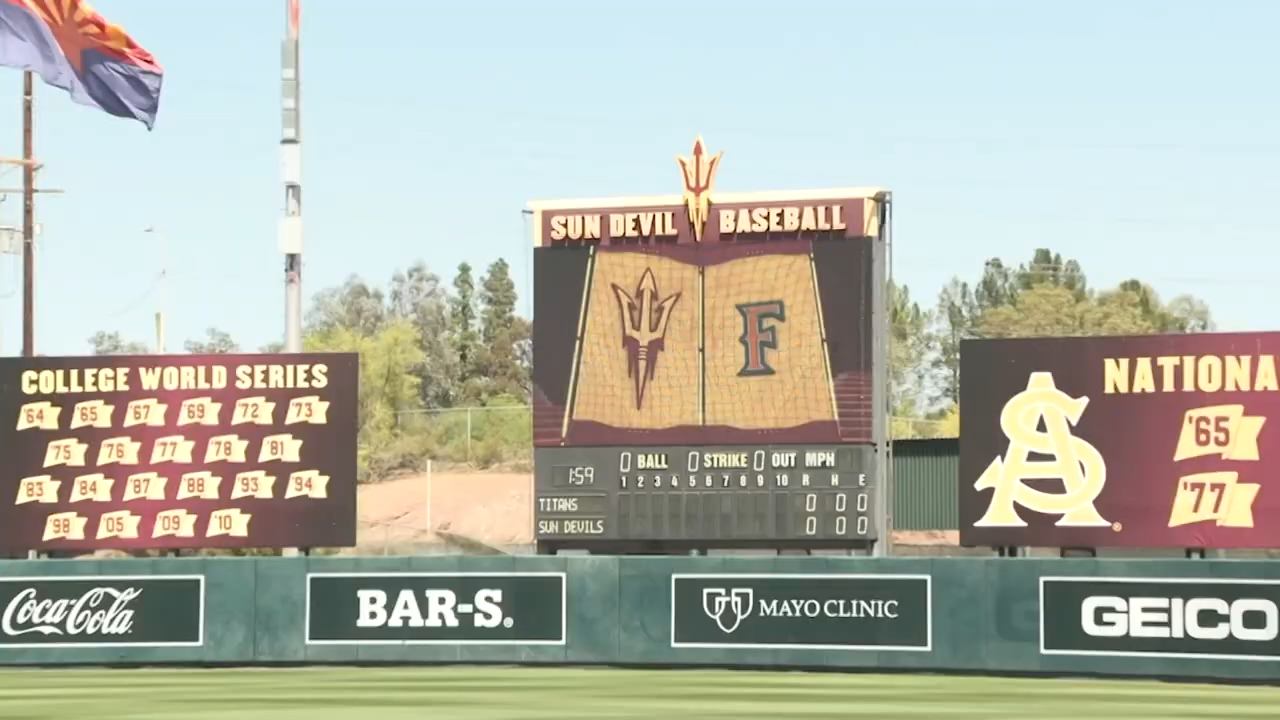 SUN DEVIL BASEBALL
F
COLLEGE WORLD SERIES
'64 '65 '67 '69 '72 '73
'75 '76 '77 '78 '81
'83 '84 '87 '88 '93 '94
'98 '05 '09 '10
1:59 0 BALL 0 STRIKE 0 OUT MPH
1 2 3 4 5 6 7 8 9 10 R H E
TITANS 0 0 0
SUN DEVILS 0 0 0
NATIONA
AS
'65
'77
Coca-Cola
BAR-S®
MAYO CLINIC
GEICO